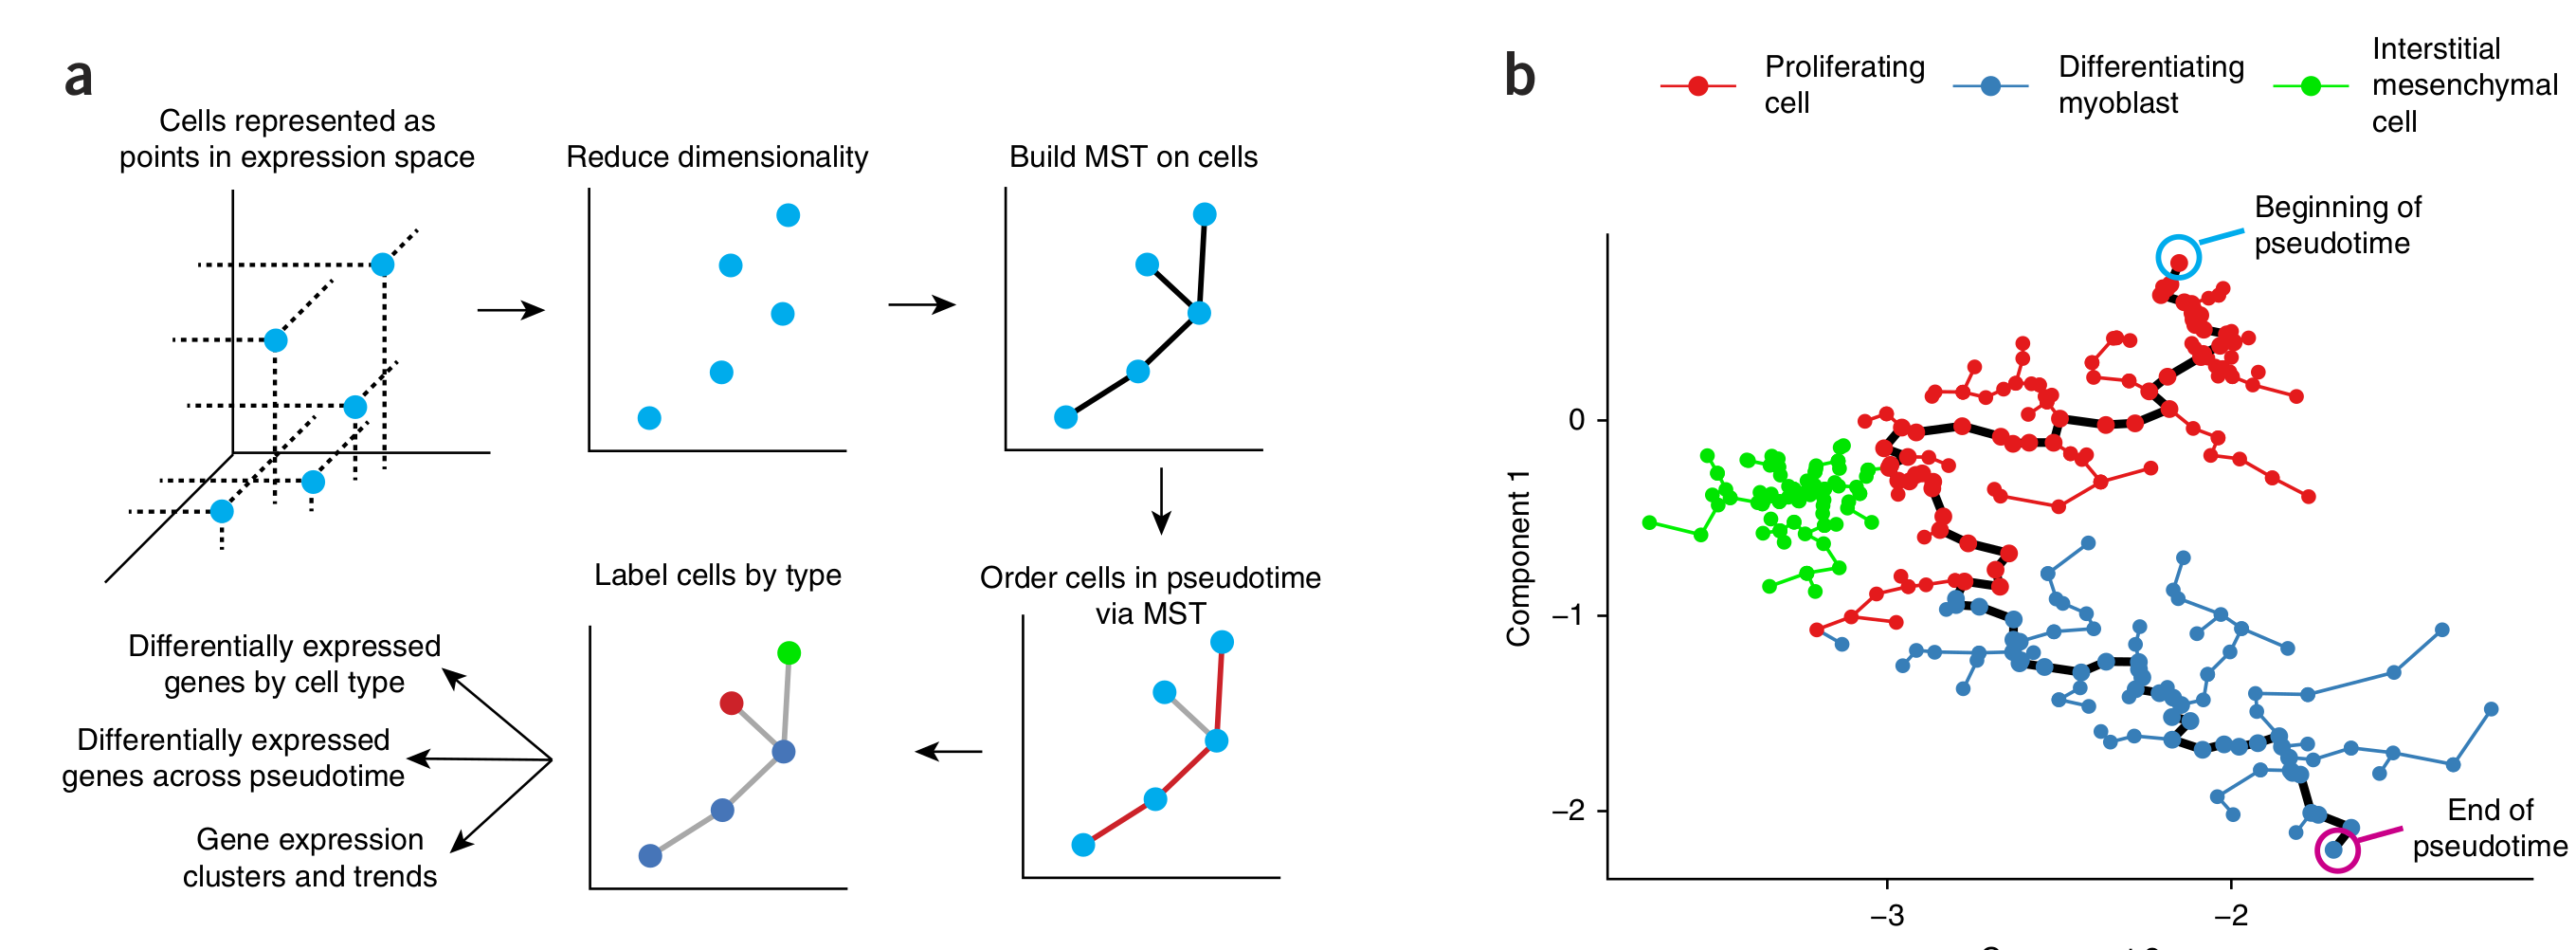 a
Cells represented as
points in expression space
Reduce dimensionality
Build MST on cells
Order cells in pseudotime
via MST
Label cells by type
Differentially expressed
genes by cell type
Differentially expressed
genes across pseudotime
Gene expression
clusters and trends
b
Proliferating
cell
Differentiating
myoblast
Interstitial
mesenchymal
cell
Beginning of
pseudotime
Component 1
0
−1
−2
End of
pseudotime
−3
−2